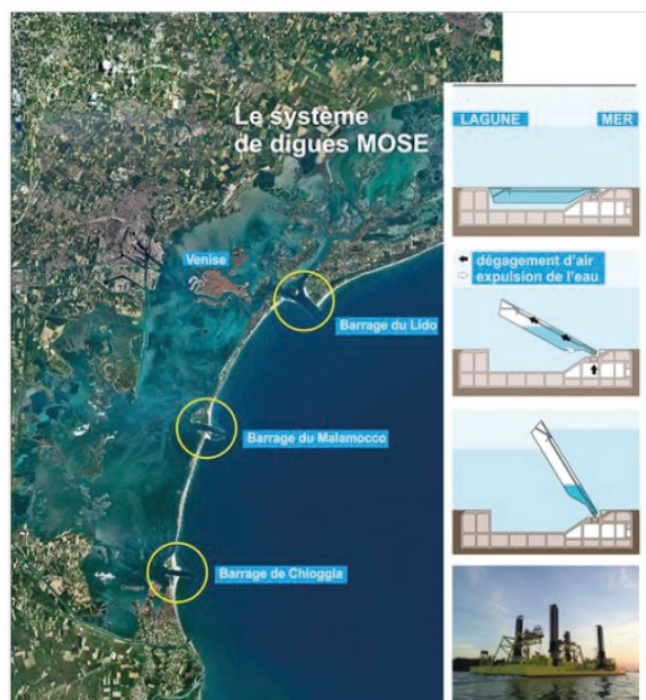 Le système
de digues MOSE
LAGUNE
MER
Venise
dégagement d'air
expulsion de l'eau
Barrage du Lido
Barrage du Malamocco
Barrage de Chioggia
Chioggia